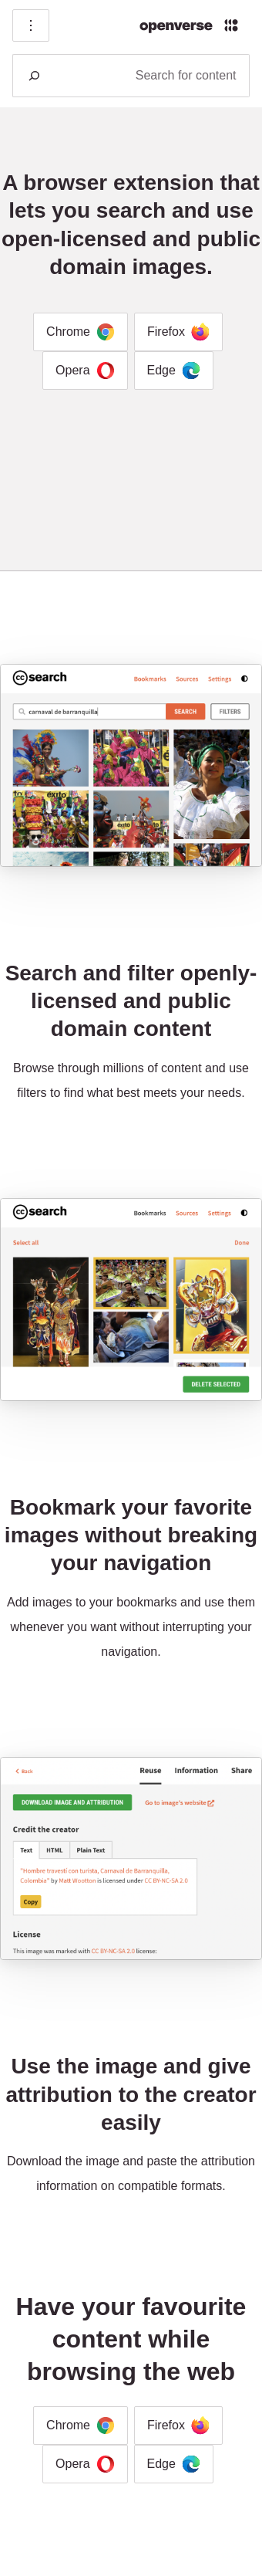 openverse
Search for content
A browser extension that
lets you search and use
open-licensed and public
domain images.
Chrome
Firefox
Opera
Edge
cc search
Bookmarks Sources Settings
carnaval de barranquilla
SEARCH
FILTERS
éxito
éxito
Search and filter openly-
licensed and public
domain content
Browse through millions of content and use
filters to find what best meets your needs.
cc search
Bookmarks Sources Settings
Select all
Done
DELETE SELECTED
Bookmark your favorite
images without breaking
your navigation
Add images to your bookmarks and use them
whenever you want without interrupting your
navigation.
Back
Reuse Information Share
DOWNLOAD IMAGE AND ATTRIBUTION
Go to image's website
Credit the creator
Text HTML Plain Text
"Hombre travesti con turista, Carnaval de Barranquilla,
Colombia" by Matt Wootton is licensed under CC BY-NC-SA 2.0
Copy
License
This image was marked with CC BY-NC-SA 2.0 license:
Use the image and give
attribution to the creator
easily
Download the image and paste the attribution
information on compatible formats.
Have your favourite
content while
browsing the web
Chrome
Firefox
Opera
Edge